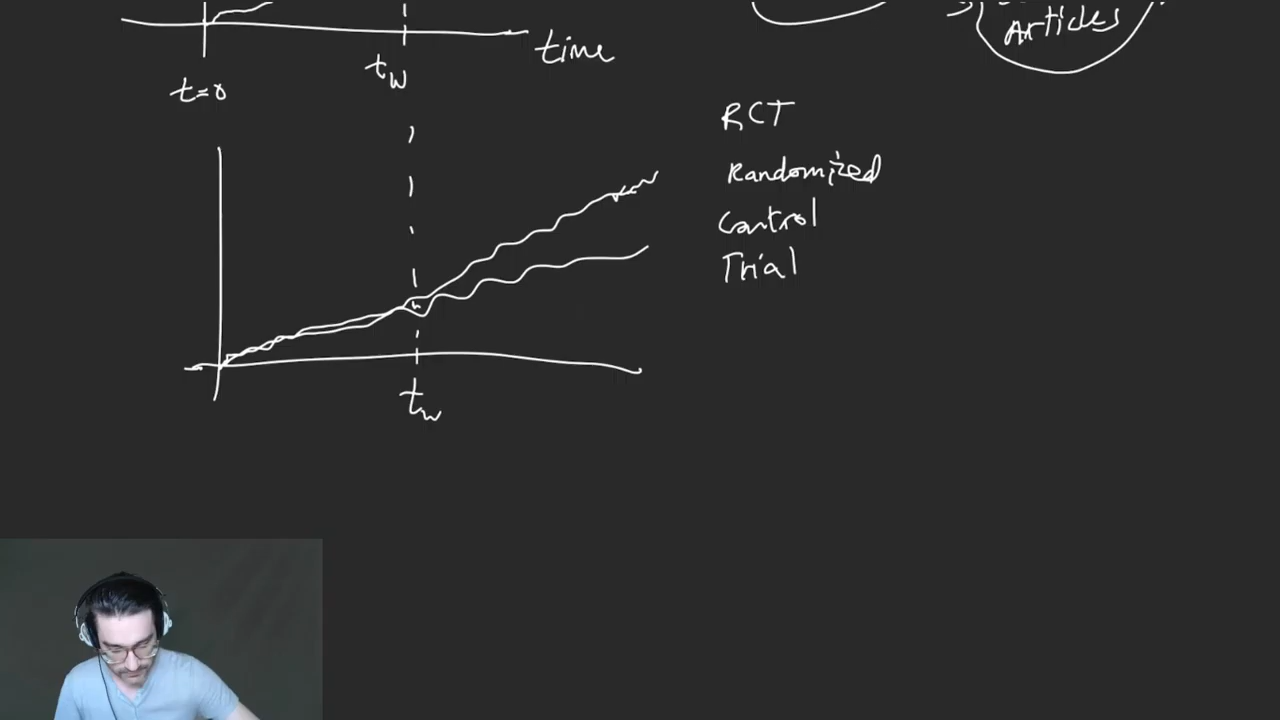 Articles
time
tw
t=0
RCT
Randomized
Control
Trial
tw